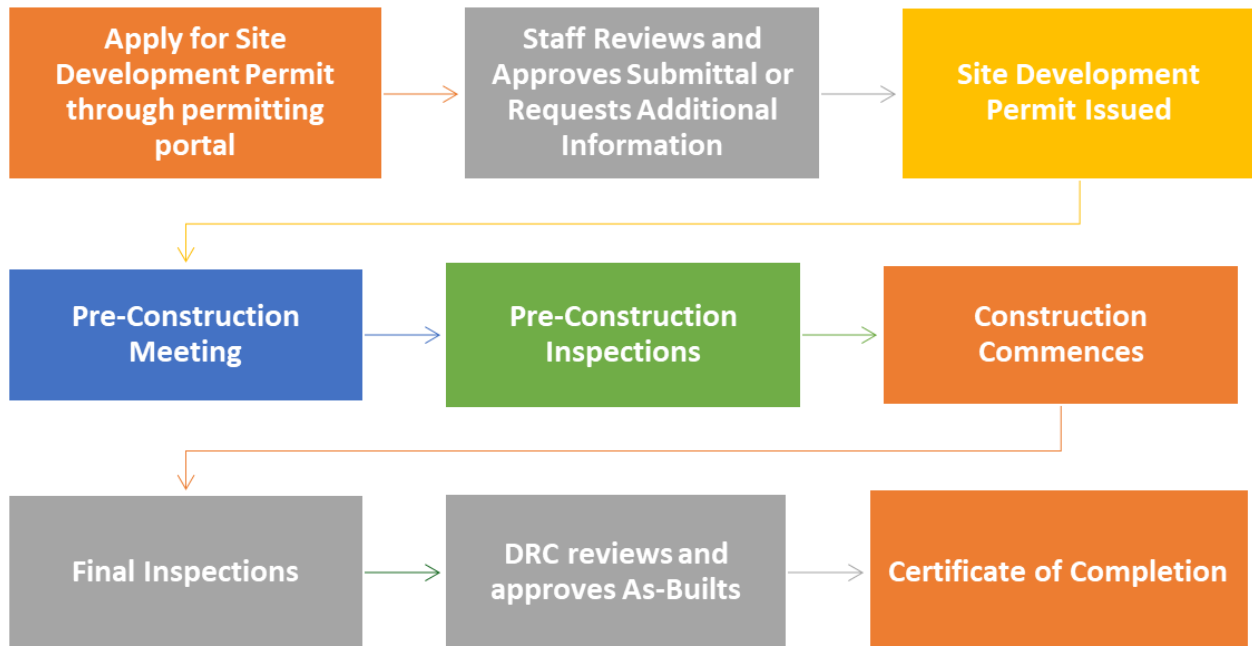 Apply for Site
Development Permit
through permitting
portal
Staff Reviews and
Approves Submittal or
Requests Additional
Information
Site Development
Permit Issued
Pre-Construction
Meeting
Pre-Construction
Inspections
Construction
Commences
Final Inspections
DRC reviews and
approves As-Builts
Certificate of Completion